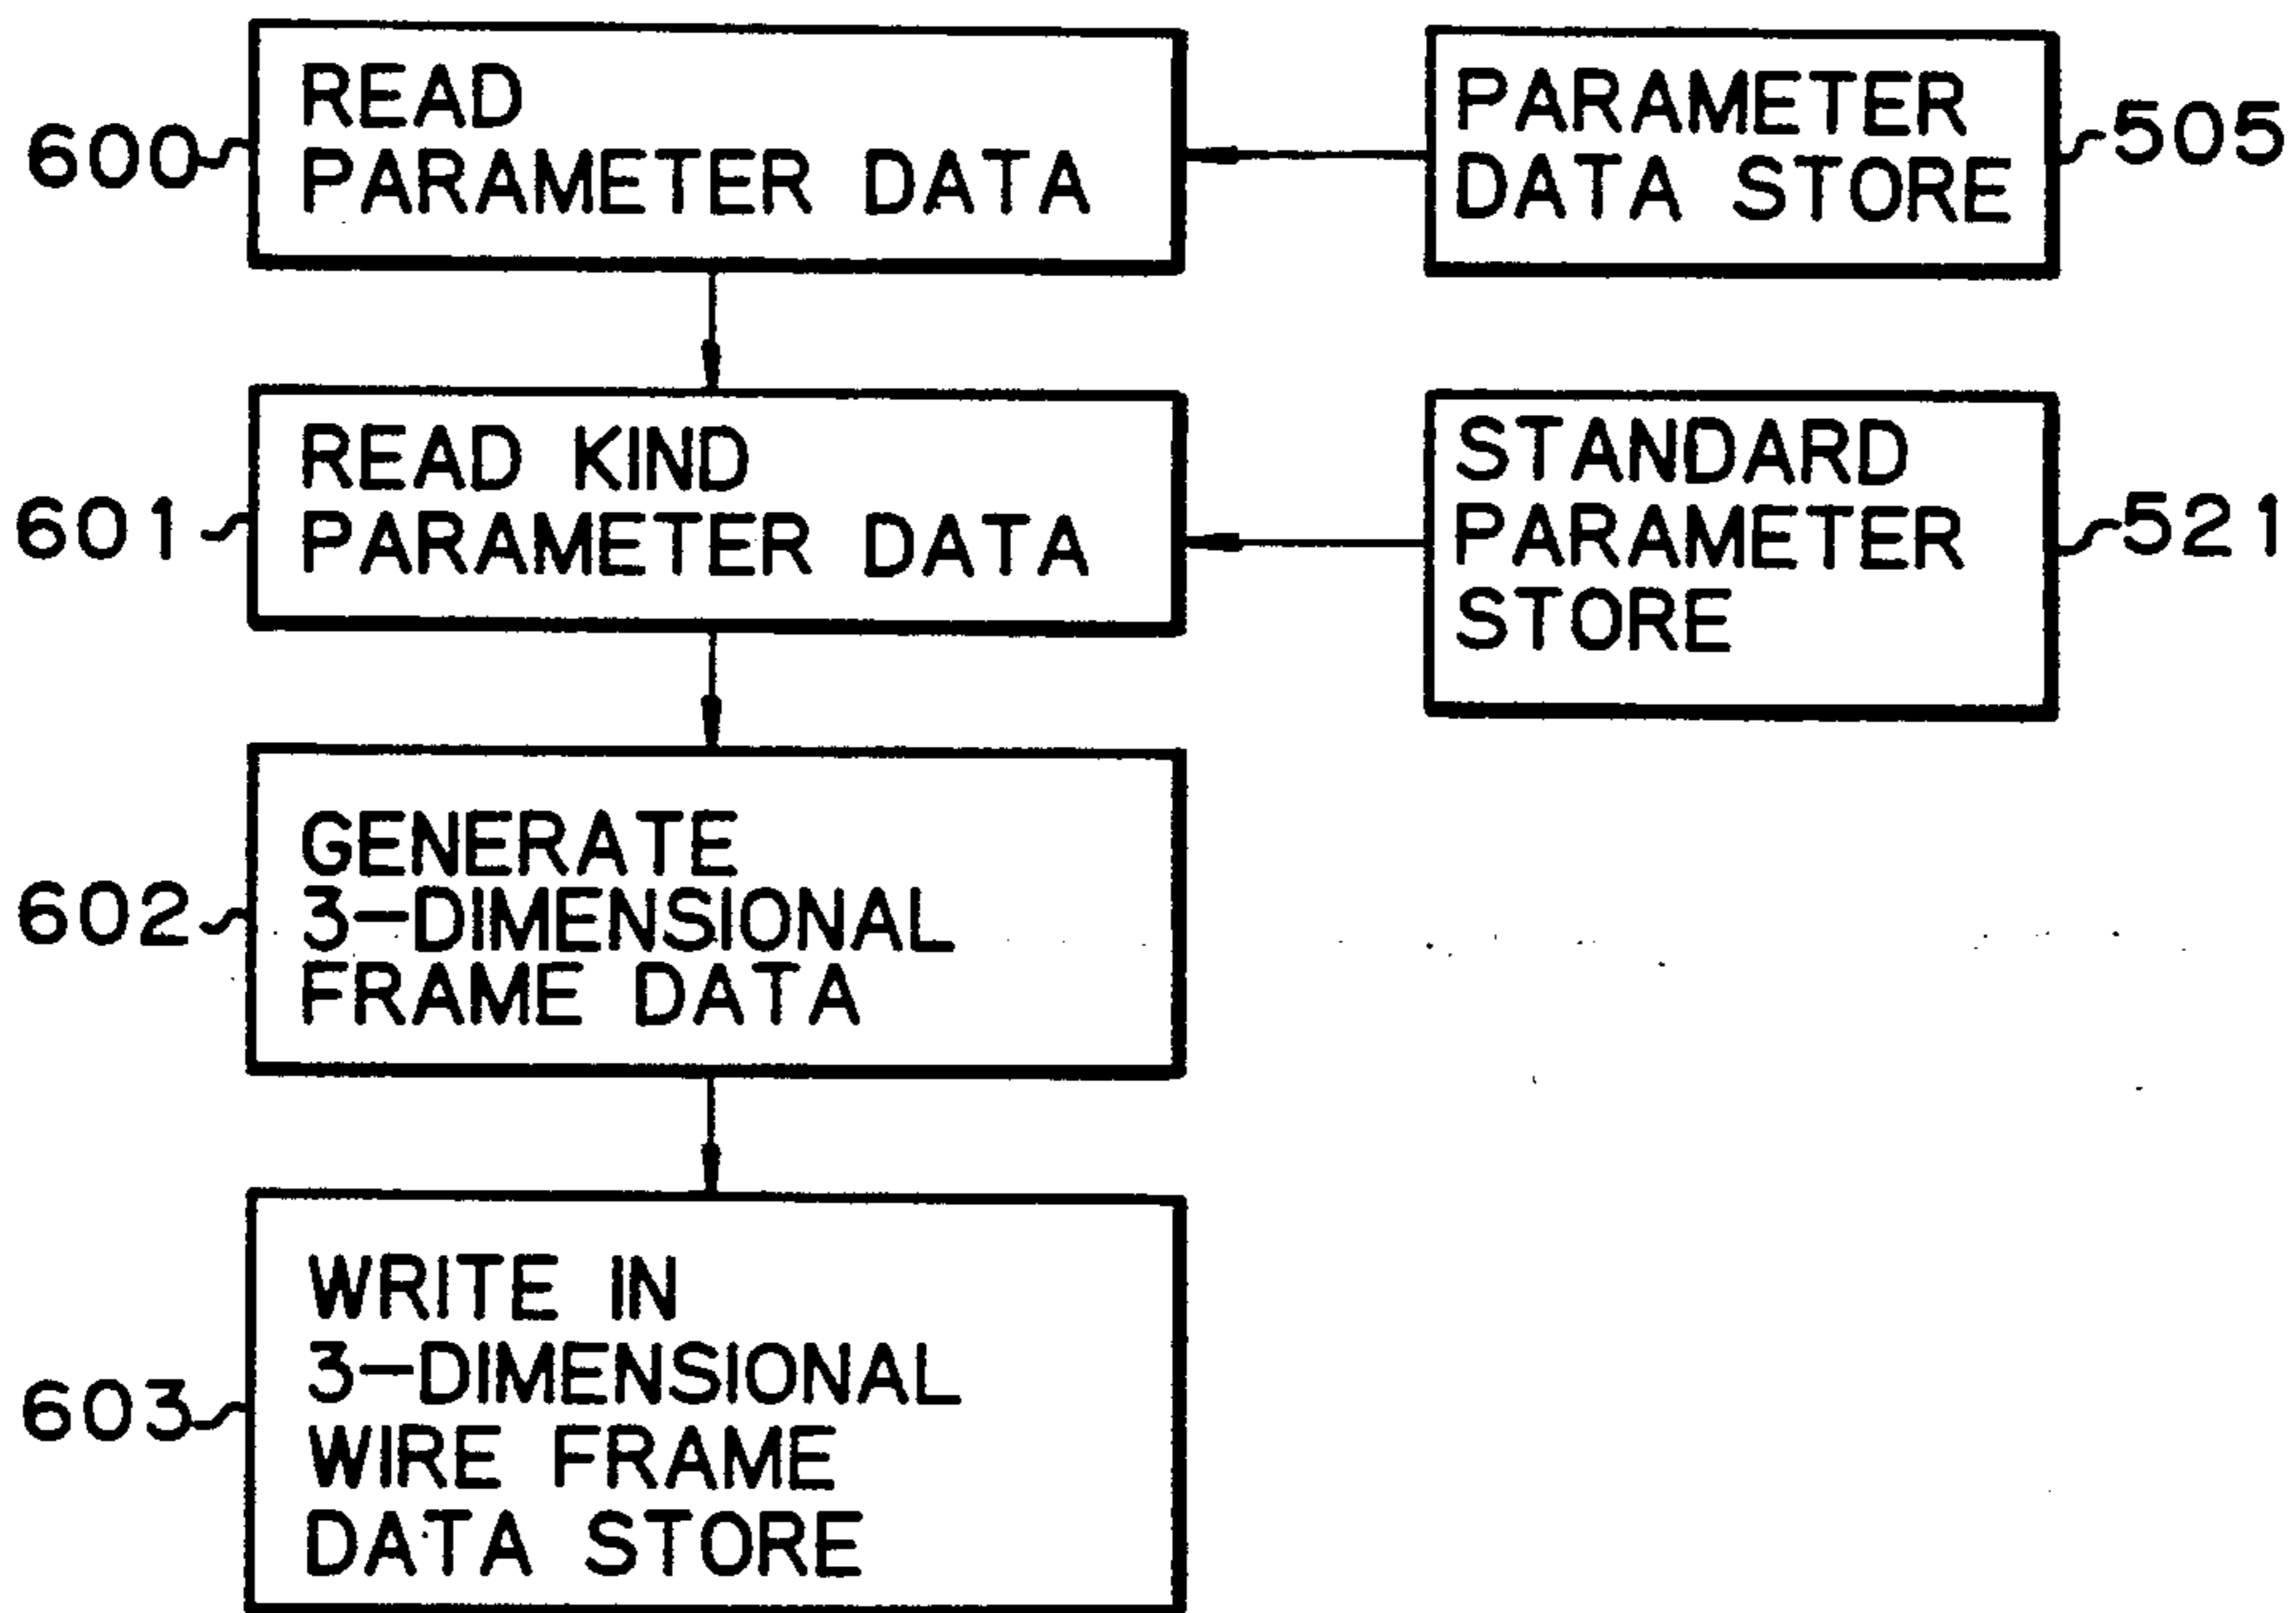 600
READ
PARAMETER DATA
PARAMETER
DATA STORE
505
601
READ KIND
PARAMETER DATA
STANDARD
PARAMETER
STORE
521
602
GENERATE
3-DIMENSIONAL
FRAME DATA
603
WRITE IN
3-DIMENSIONAL
WIRE FRAME
DATA STORE